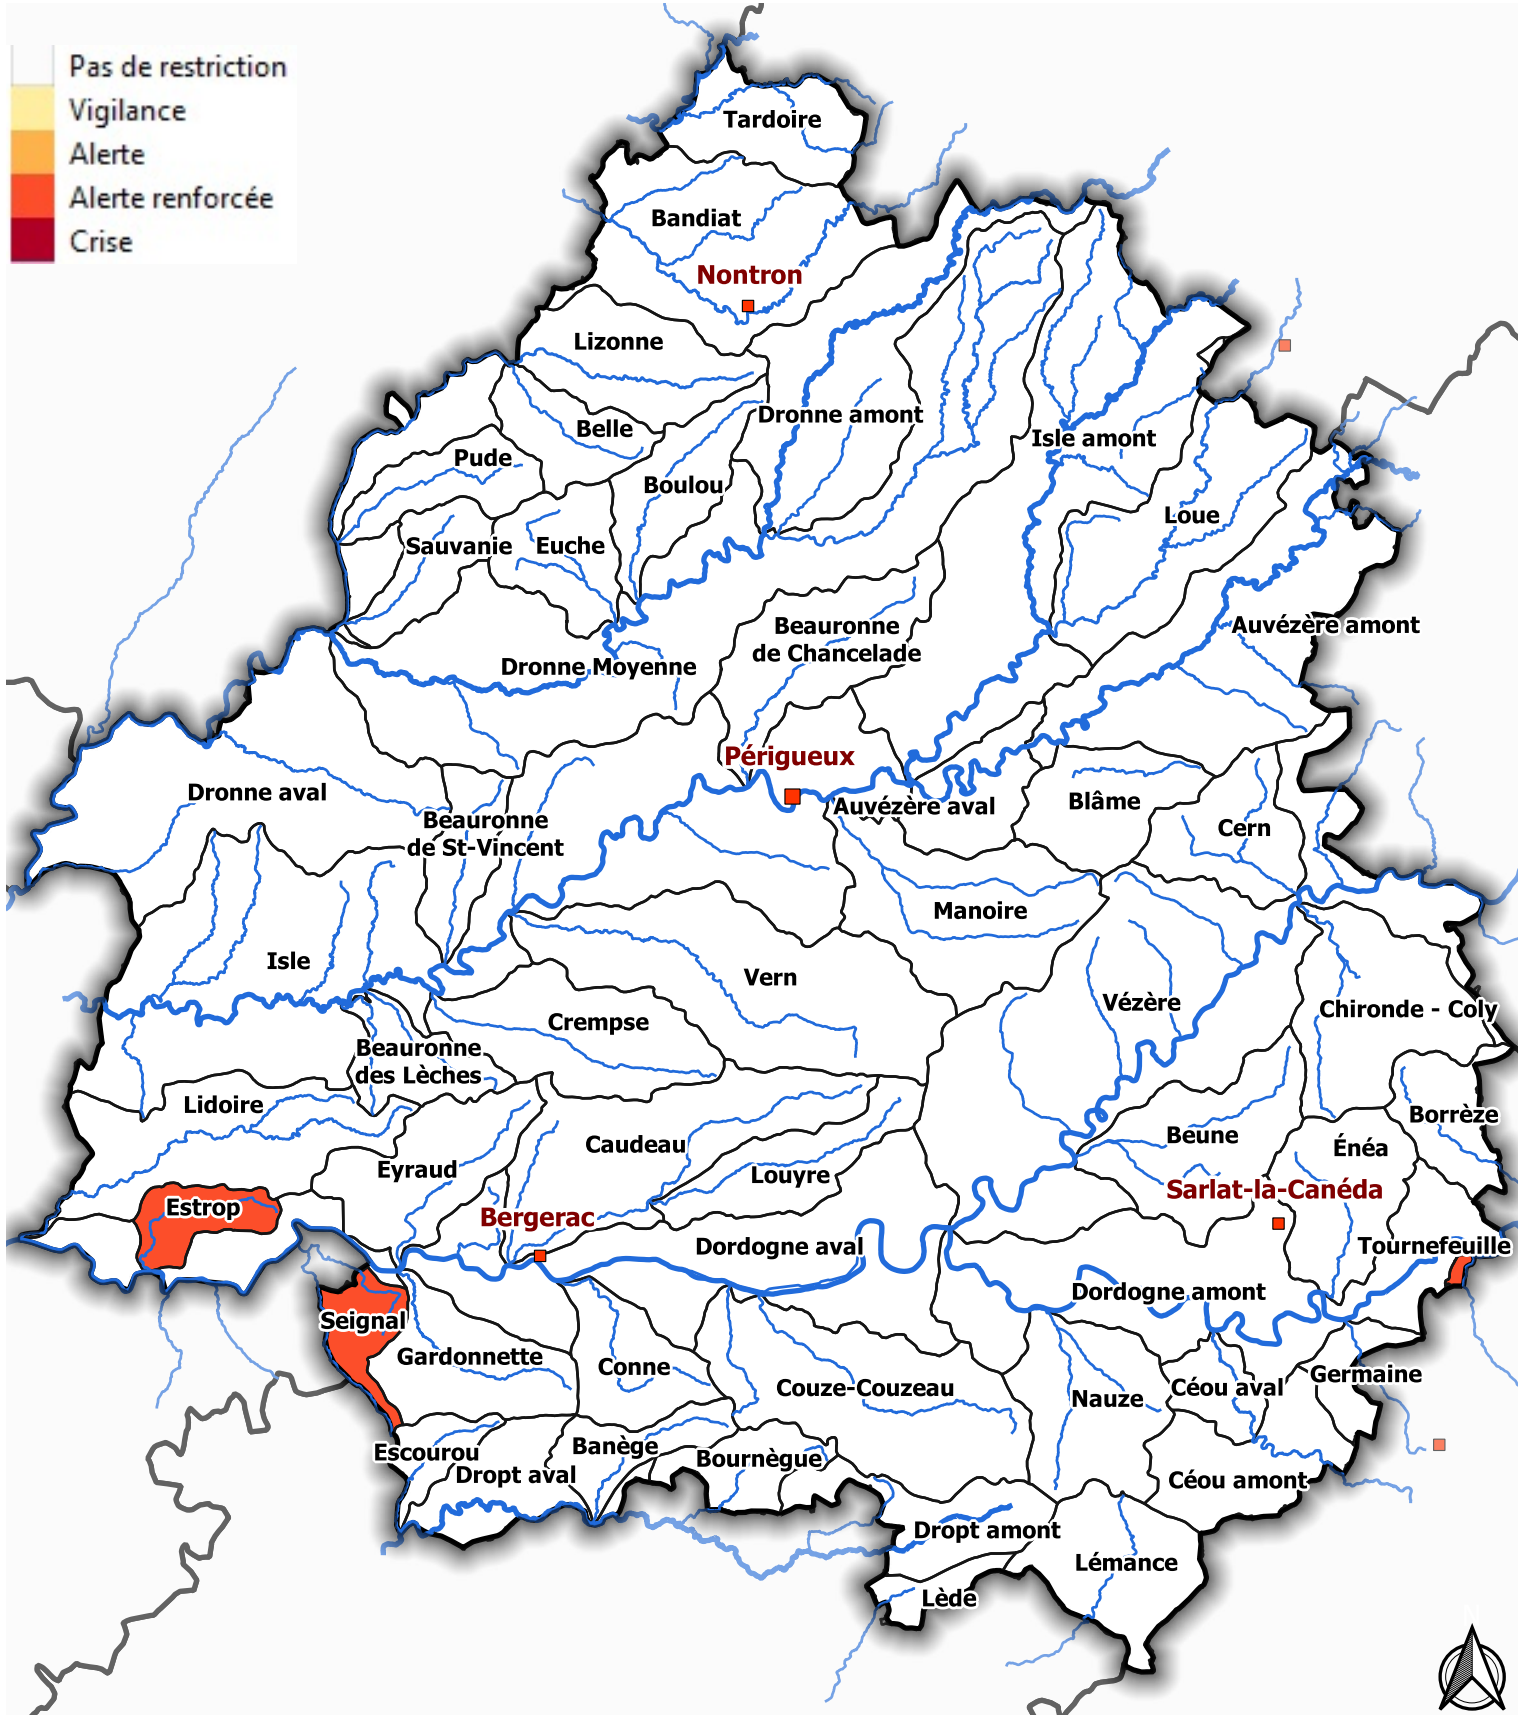 Pas de restriction
Vigilance
Alerte
Alerte renforcée
Crise
Tardoire
Bandiat
Nontron
Lizonne
Dronne amont
Belle
Isle amont
Pude
Boulou
Loue
Sauvanie
Euche
Auvézère amont
Beauronne
de Chancelade
Dronne Moyenne
Périgueux
Dronne aval
Auvézère aval
Blâme
Beauronne
de St-Vincent
Cern
Manoire
Isle
Vern
Vézère
Chironde - Coly
Crempse
Beauronne
des Lèches
Lidoire
Borrèze
Beune
Énéa
Caudeau
Eyraud
Louyre
Sarlat-la-Canéda
Estrop
Bergerac
Dordogne aval
Tournefeuille
Dordogne amont
Seignal
Gardonnette
Conne
Germaine
Couze-Couzeau
Céou aval
Nauze
Escourou
Banège
Bournègue
Dropt aval
Céou amont
Dropt amont
Lémance
Lède